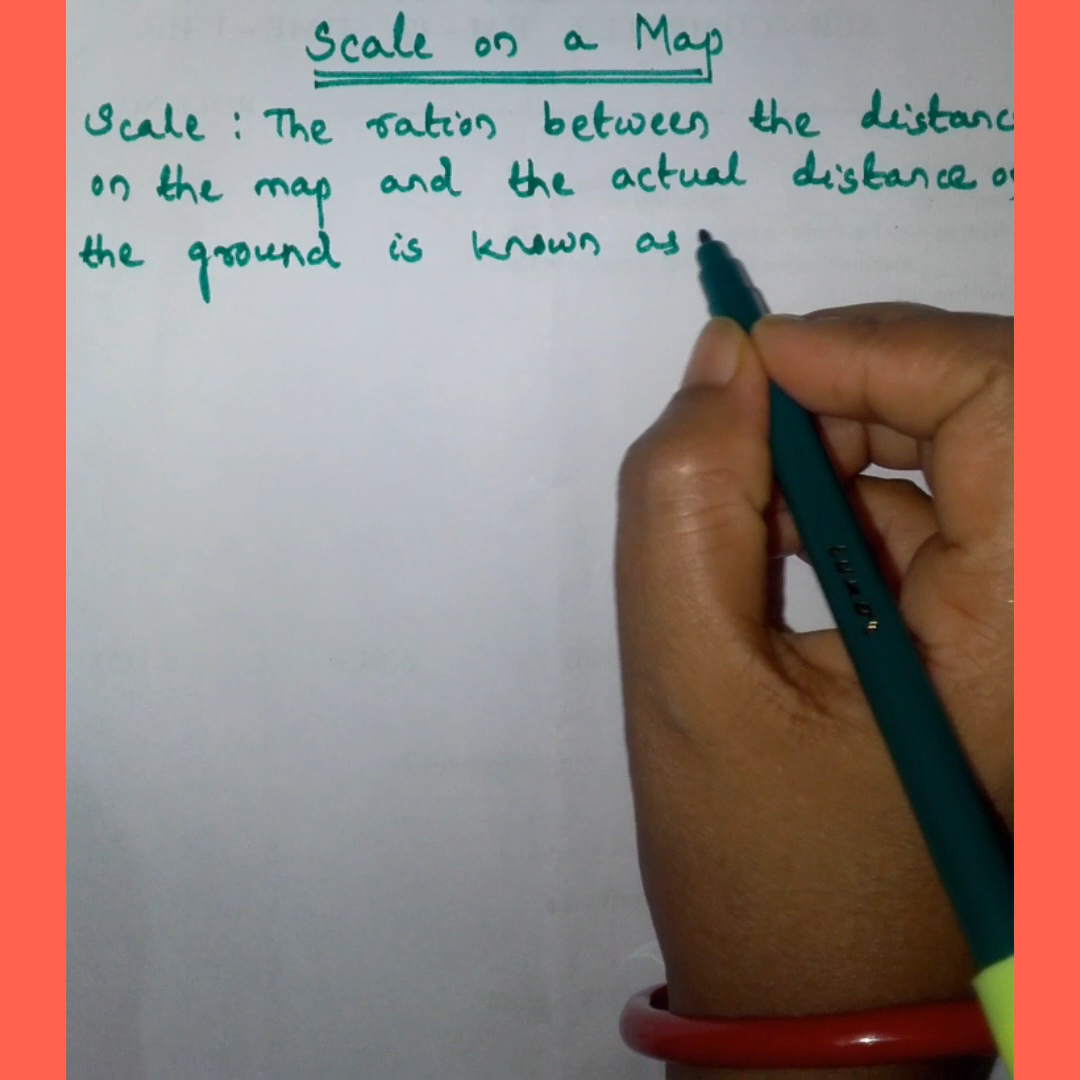 Scale on a Map
Scale : The ration between the distanc
on the map and the actual distance o
the ground is known as
LUXOR